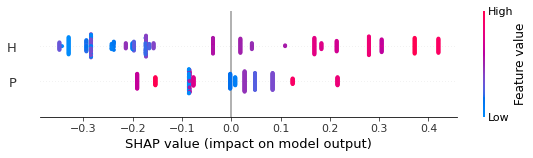 High
H
P
Feature value
Low
−0.3 −0.2 −0.1 0.0 0.1 0.2 0.3 0.4
SHAP value (impact on model output)